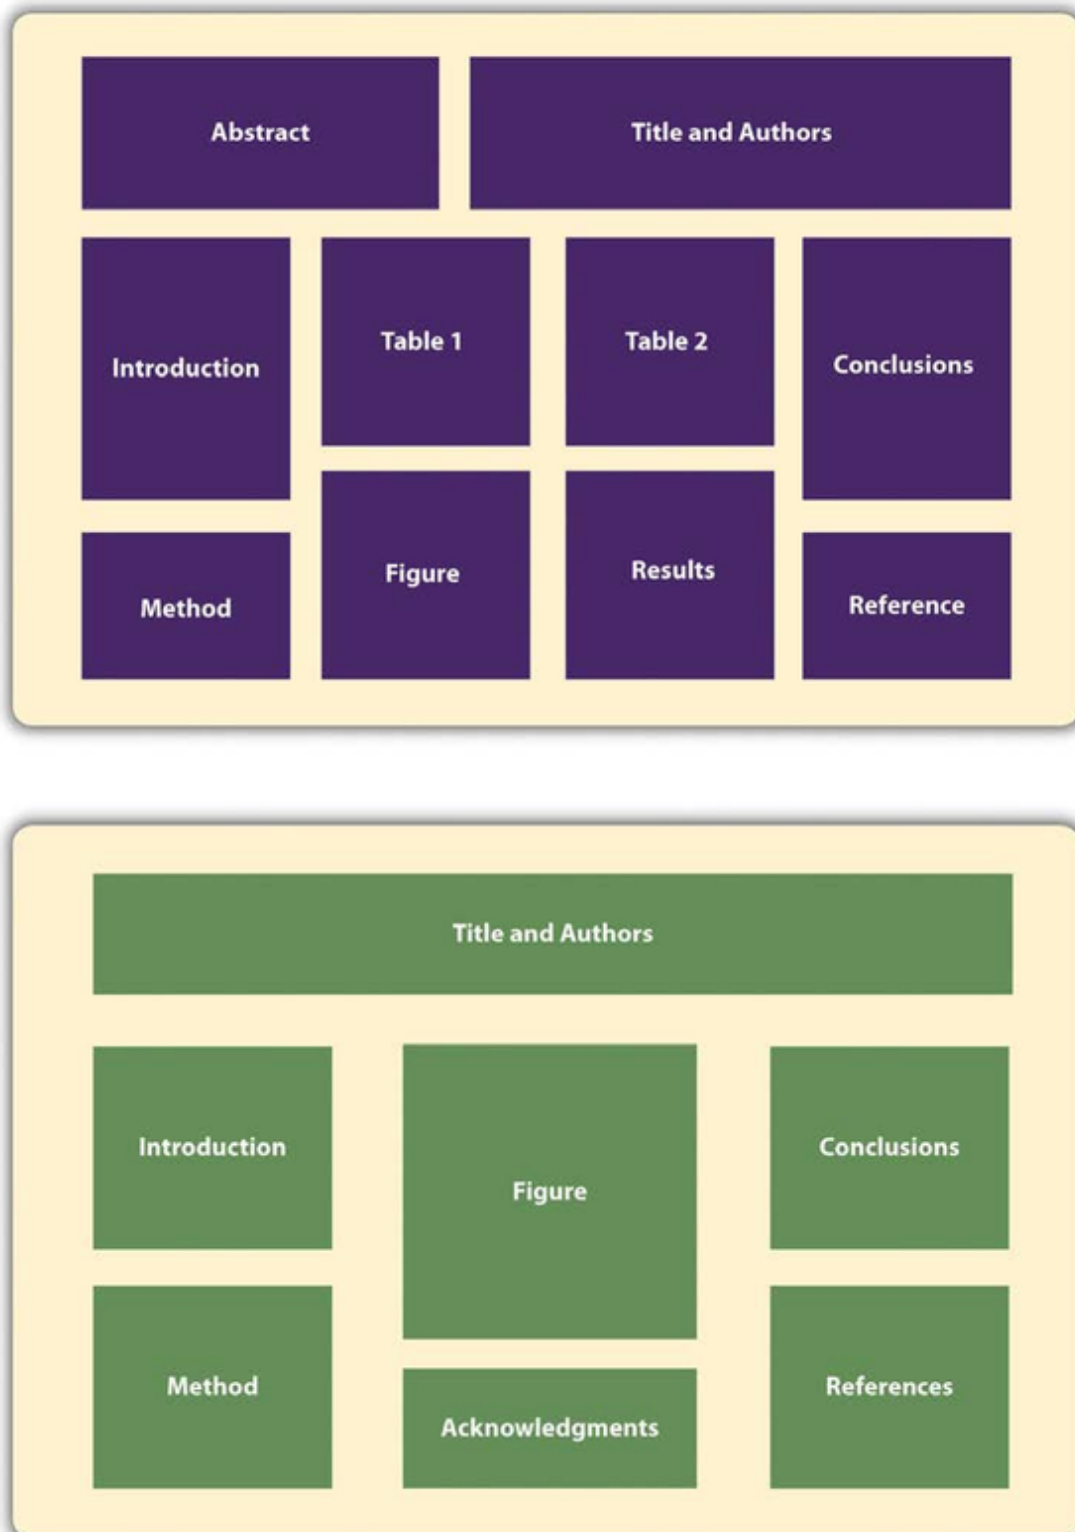 Abstract
Title and Authors
Introduction
Table 1
Table 2
Conclusions
Method
Figure
Results
Reference
Title and Authors
Introduction
Figure
Conclusions
Method
Acknowledgments
References